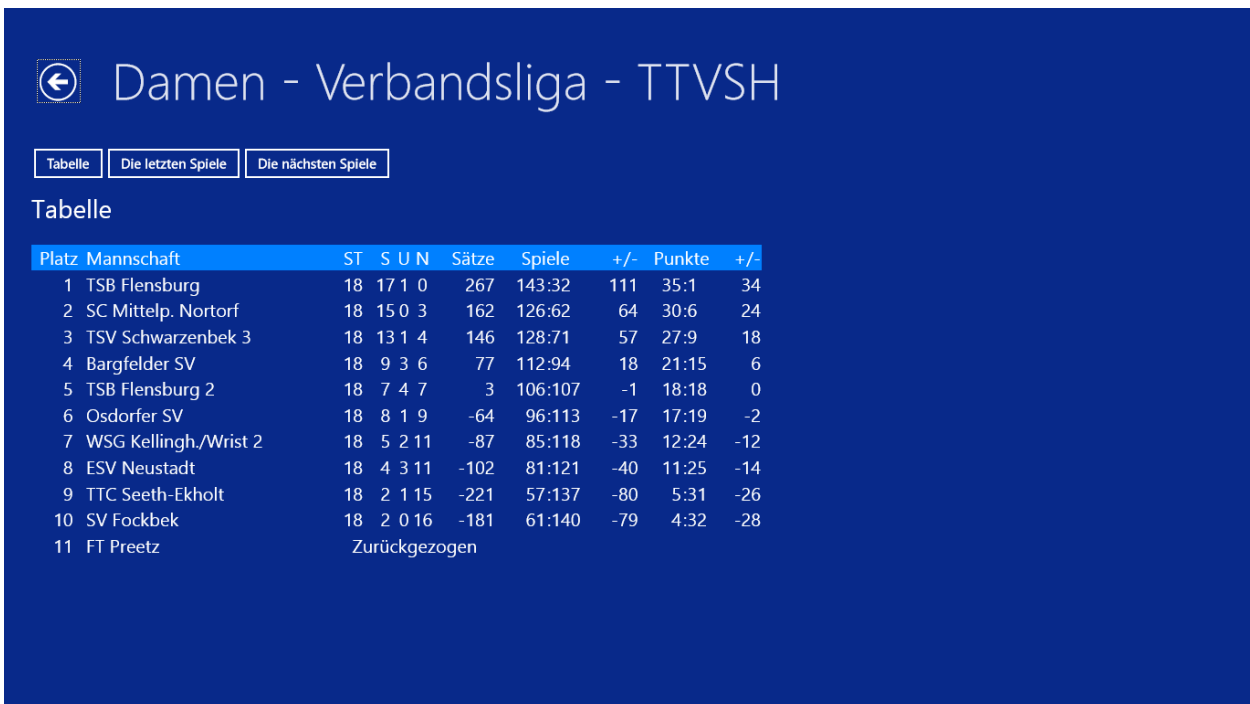 Damen - Verbandsliga - TTVSH
Tabelle Die letzten Spiele Die nächsten Spiele
Tabelle
Platz Mannschaft ST S U N Sätze Spiele +/- Punkte +/-
1 TSB Flensburg 18 17 1 0 267 143:32 111 35:1 34
2 SC Mittelp. Nortorf 18 15 0 3 162 126:62 64 30:6 24
3 TSV Schwarzenbek 3 18 13 1 4 146 128:71 57 27:9 18
4 Bargfelder SV 18 9 3 6 77 112:94 18 21:15 6
5 TSB Flensburg 2 18 7 4 7 3 106:107 -1 18:18 0
6 Osdorfer SV 18 8 1 9 -64 96:113 -17 17:19 -2
7 WSG Kellingh./Wrist 2 18 5 2 11 -87 85:118 -33 12:24 -12
8 ESV Neustadt 18 4 3 11 -102 81:121 -40 11:25 -14
9 TTC Seeth-Ekholt 18 2 1 15 -221 57:137 -80 5:31 -26
10 SV Fockbek 18 2 0 16 -181 61:140 -79 4:32 -28
11 FT Preetz Zurückgezogen